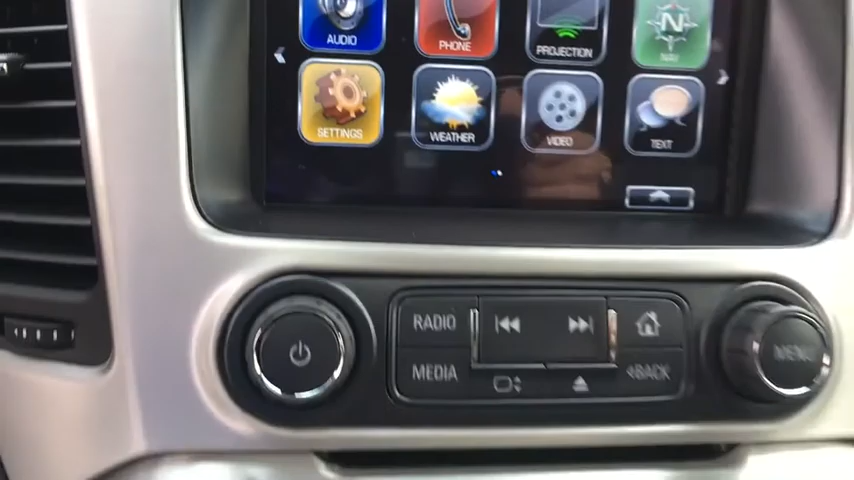 AUDIO PHONE PROJECTION NAV
SETTINGS WEATHER VIDEO TEXT
RADIO
MEDIA <BACK
MENU